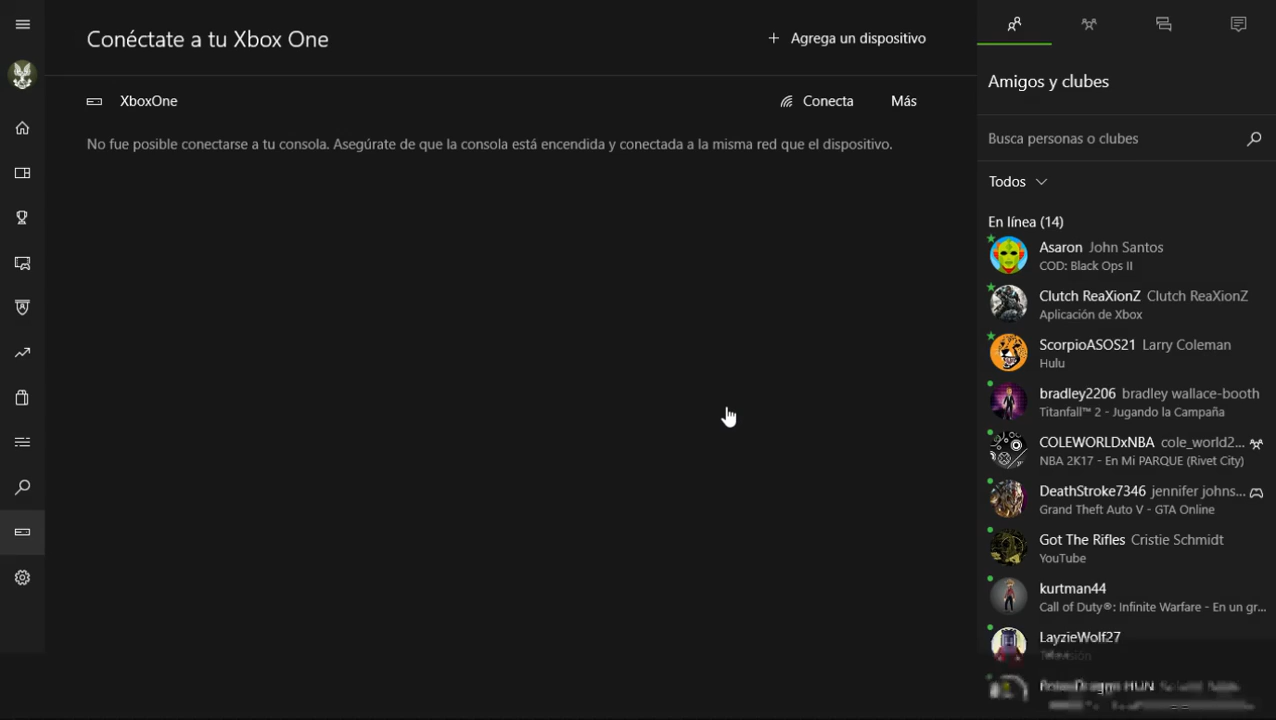 Conéctate a tu Xbox One
Agrega un dispositivo
XboxOne
Conecta
Más
No fue posible conectarse a tu consola. Asegúrate de que la consola está encendida y conectada a la misma red que el dispositivo.
Amigos y clubes
Busca personas o clubes
Todos
En línea (14)
Asaron John Santos
COD: Black Ops II
Clutch ReaXionZ Clutch ReaXionZ
Aplicación de Xbox
ScorpioASOS21 Larry Coleman
Hulu
bradley2206 bradley wallace-booth
Titanfall™ 2 - Jugando la Campaña
COLEWORLDxNBA cole_world2...
NBA 2K17 - En Mi PARQUE (Rivet City)
DeathStroke7346 jennifer johns...
Grand Theft Auto V - GTA Online
Got The Rifles Cristie Schmidt
YouTube
kurtman44
Call of Duty®: Infinite Warfare - En un gr...
LayzieWolf27